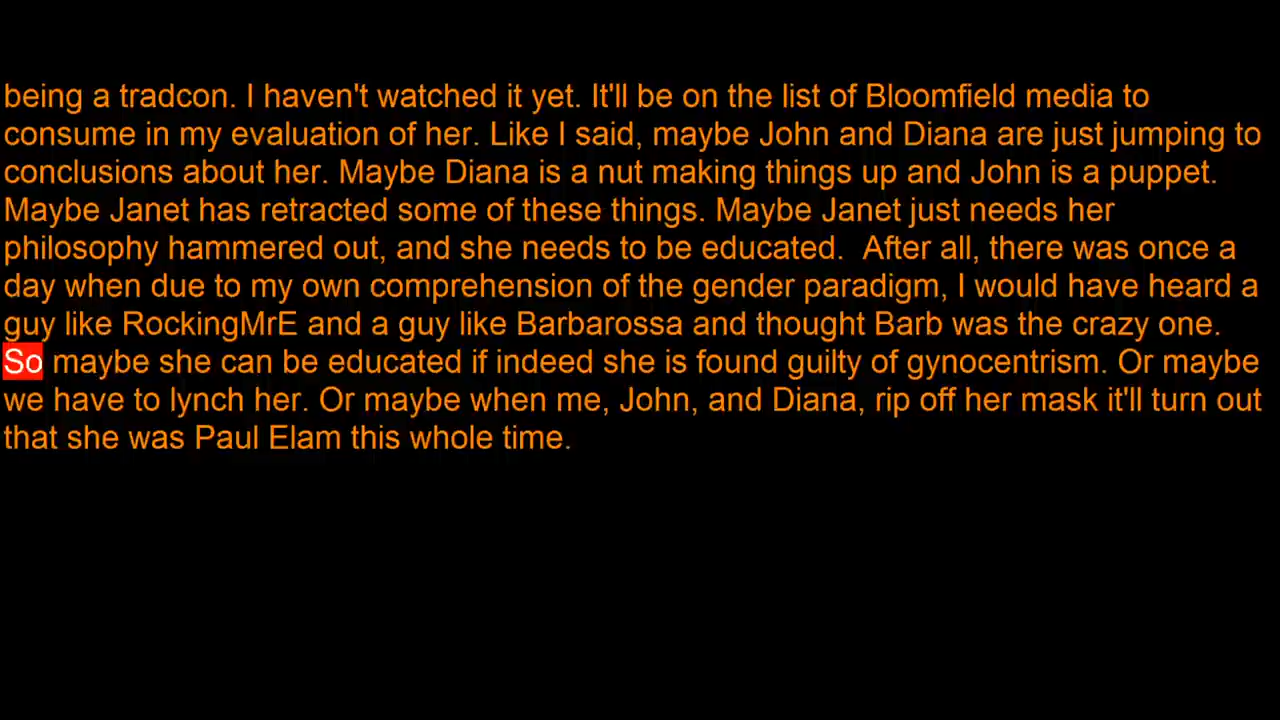 being a tradcon. I haven't watched it yet. It'll be on the list of Bloomfield media to
consume in my evaluation of her. Like I said, maybe John and Diana are just jumping to
conclusions about her. Maybe Diana is a nut making things up and John is a puppet.
Maybe Janet has retracted some of these things. Maybe Janet just needs her
philosophy hammered out, and she needs to be educated.  After all, there was once a
day when due to my own comprehension of the gender paradigm, I would have heard a
guy like RockingMrE and a guy like Barbarossa and thought Barb was the crazy one.
So maybe she can be educated if indeed she is found guilty of gynocentrism. Or maybe
we have to lynch her. Or maybe when me, John, and Diana, rip off her mask it'll turn out
that she was Paul Elam this whole time.